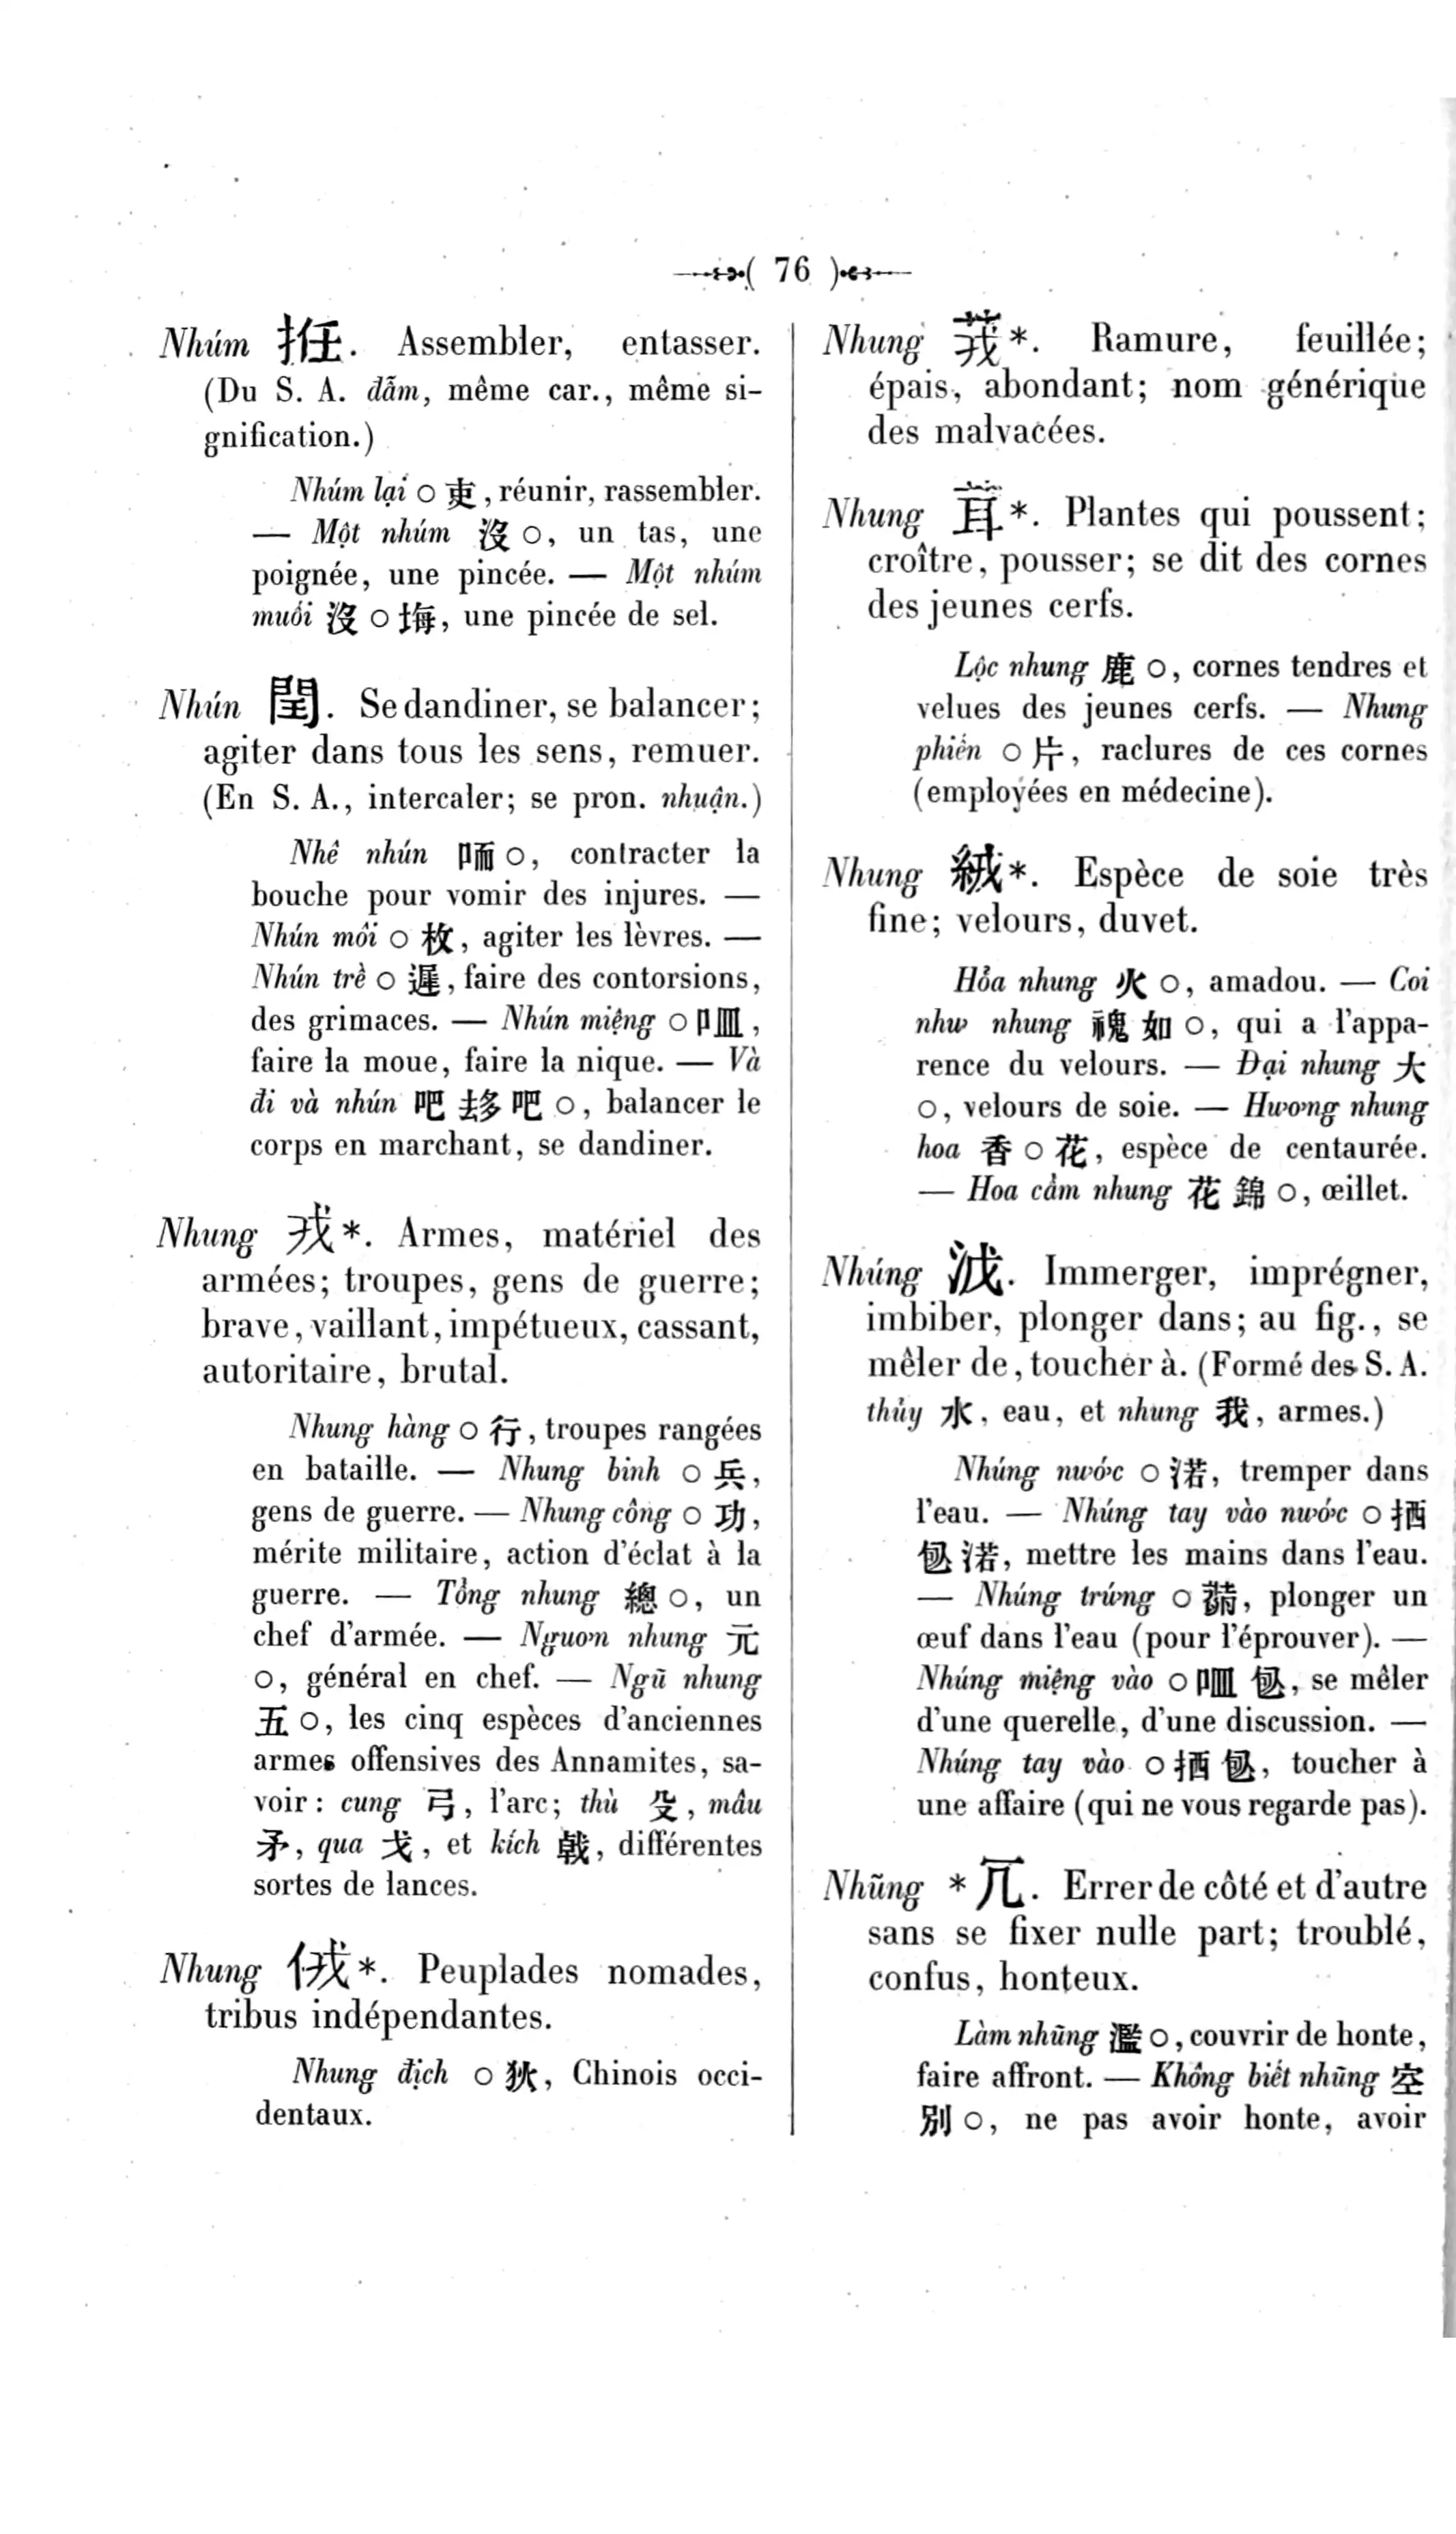 ( 76 )
Nhúm 拰. Assembler, entasser.
(Du S. A. đẫm, même car., même si-
gnification.)
Nhúm lại ○ 吏, réunir, rassembler.
— Một nhúm 沒 ○, un tas, une
poignée, une pincée. — Một nhúm
muối 沒 ○ 塩, une pincée de sel.
Nhún 閏. Se dandiner, se balancer;
agiter dans tous les sens, remuer.
(En S. A., intercaler; se pron. nhuận.)
Nhê nhún 唲 ○, contracter la
bouche pour vomir des injures. —
Nhún môi ○ 枚, agiter les lèvres. —
Nhún trề ○ 遲, faire des contorsions,
des grimaces. — Nhún miệng ○ 𠰘,
faire la moue, faire la nique. — Và
đi và nhún 吧 𠫾 吧 ○, balancer le
corps en marchant, se dandiner.
Nhung 戎*. Armes, matériel des
armées; troupes, gens de guerre;
brave, vaillant, impétueux, cassant,
autoritaire, brutal.
Nhung hàng ○ 行, troupes rangées
en bataille. — Nhung binh ○ 兵,
gens de guerre. — Nhung công ○ 功,
mérite militaire, action d'éclat à la
guerre. — Tổng nhung 總 ○, un
chef d'armée. — Nguơn nhung 元
○, général en chef. — Ngũ nhung
五 ○, les cinq espèces d'anciennes
armes offensives des Annamites, sa-
voir: cung 弓, l'arc; thù 殳, mâu
矛, qua 戈, et kích 戟, différentes
sortes de lances.
Nhung 㣑*. Peuplades nomades,
tribus indépendantes.
Nhung địch ○ 狄, Chinois occi-
dentaux.
Nhung 茙*. Ramure, feuillée;
épais, abondant; nom générique
des malvacées.
Nhung 茸*. Plantes qui poussent;
croître, pousser; se dit des cornes
des jeunes cerfs.
Lộc nhung 鹿 ○, cornes tendres et
velues des jeunes cerfs. — Nhung
phiến ○ 片, raclures de ces cornes
(employées en médecine).
Nhung 絨*. Espèce de soie très
fine; velours, duvet.
Hỏa nhung 火 ○, amadou. — Coi
như nhung 䙾 如 ○, qui a l'appa-
rence du velours. — Đại nhung 大
○, velours de soie. — Hương nhung
hoa 香 ○ 花, espèce de centaurée.
— Hoa cẩm nhung 花 錦 ○, œillet.
Nhúng 𣳮. Immerger, imprégner,
imbiber, plonger dans; au fig., se
mêler de, toucher à. (Formé des S. A.
thủy 水, eau, et nhung 戎, armes.)
Nhúng nước ○ 渃, tremper dans
l'eau. — Nhúng tay vào nước ○ 拪
𠓨 渃, mettre les mains dans l'eau.
— Nhúng trứng ○, plonger un
œuf dans l'eau (pour l'éprouver). —
Nhúng miệng vào ○ 𠰘 𠓨, se mêler
d'une querelle, d'une discussion. —
Nhúng tay vào ○ 拪 𠓨, toucher à
une affaire (qui ne vous regarde pas).
Nhũng * 冗. Errer de côté et d'autre
sans se fixer nulle part; troublé,
confus, honteux.
Làm nhũng 濫 ○, couvrir de honte,
faire affront. — Không biết nhũng 空
別 ○, ne pas avoir honte, avoir